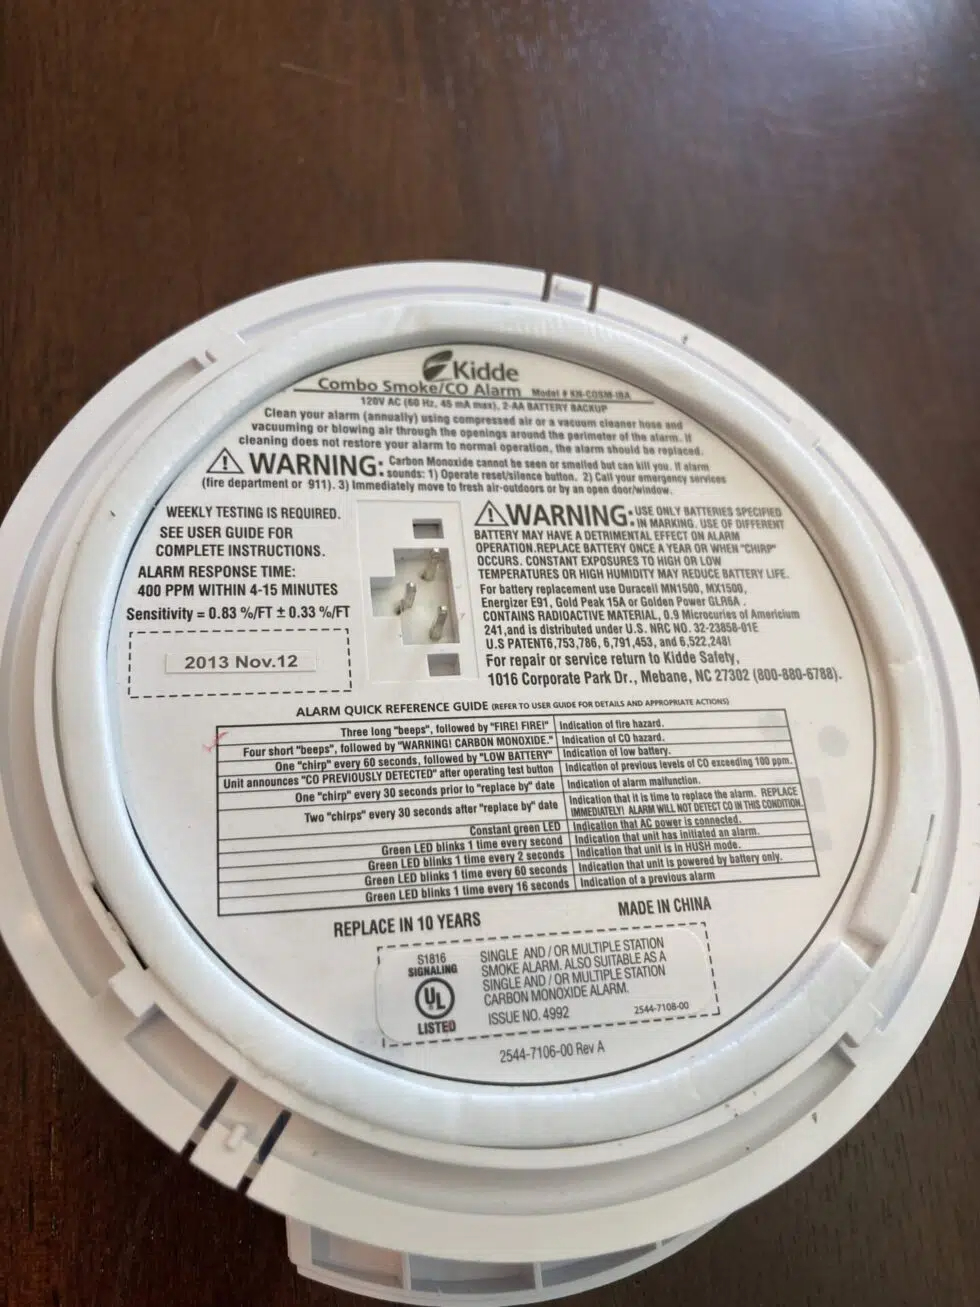 Kidde
Combo Smoke/CO Alarm Model # KN-COSM-IBA
120V AC (60 Hz, 45 mA max), 2-AA BATTERY BACKUP
Clean your alarm (annually) using compressed air or a vacuum cleaner hose and
vacuuming or blowing air through the openings around the perimeter of the alarm. If
cleaning does not restore your alarm to normal operation, the alarm should be replaced.
WARNING: Carbon Monoxide cannot be seen or smelled but can kill you. If alarm
sounds: 1) Operate reset/silence button. 2) Call your emergency services
(fire department or 911). 3) Immediately move to fresh air-outdoors or by an open door/window.
WEEKLY TESTING IS REQUIRED.
SEE USER GUIDE FOR
COMPLETE INSTRUCTIONS.
ALARM RESPONSE TIME:
400 PPM WITHIN 4-15 MINUTES
Sensitivity = 0.83 %/FT ± 0.33 %/FT
2013 Nov.12
WARNING: USE ONLY BATTERIES SPECIFIED
IN MARKING. USE OF DIFFERENT
BATTERY MAY HAVE A DETRIMENTAL EFFECT ON ALARM
OPERATION.REPLACE BATTERY ONCE A YEAR OR WHEN "CHIRP"
OCCURS. CONSTANT EXPOSURES TO HIGH OR LOW
TEMPERATURES OR HIGH HUMIDITY MAY REDUCE BATTERY LIFE.
For battery replacement use Duracell MN1500, MX1500,
Energizer E91, Gold Peak 15A or Golden Power GLR6A .
CONTAINS RADIOACTIVE MATERIAL, 0.9 Microcuries of Americium
241,and is distributed under U.S. NRC NO. 32-23858-01E
U.S PATENT6,753,786, 6,791,453, and 6,522,248!
For repair or service return to Kidde Safety,
1016 Corporate Park Dr., Mebane, NC 27302 (800-880-6788).
ALARM QUICK REFERENCE GUIDE (REFER TO USER GUIDE FOR DETAILS AND APPROPRIATE ACTIONS)
Three long "beeps", followed by "FIRE! FIRE!" Indication of fire hazard.
Four short "beeps", followed by "WARNING! CARBON MONOXIDE." Indication of CO hazard.
One "chirp" every 60 seconds, followed by "LOW BATTERY" Indication of low battery.
Unit announces "CO PREVIOUSLY DETECTED" after operating test button Indication of previous levels of CO exceeding 100 ppm.
One "chirp" every 30 seconds prior to "replace by" date Indication of alarm malfunction.
Two "chirps" every 30 seconds after "replace by" date Indication that it is time to replace the alarm. REPLACE
IMMEDIATELY! ALARM WILL NOT DETECT CO IN THIS CONDITION.
Constant green LED Indication that AC power is connected.
Green LED blinks 1 time every second Indication that unit has initiated an alarm.
Green LED blinks 1 time every 2 seconds Indication that unit is in HUSH mode.
Green LED blinks 1 time every 60 seconds Indication that unit is powered by battery only.
Green LED blinks 1 time every 16 seconds Indication of a previous alarm
REPLACE IN 10 YEARS
MADE IN CHINA
S1816
SIGNALING
UL
LISTED
SINGLE AND / OR MULTIPLE STATION
SMOKE ALARM. ALSO SUITABLE AS A
SINGLE AND / OR MULTIPLE STATION
CARBON MONOXIDE ALARM.
ISSUE NO. 4992
2544-7108-00
2544-7106-00 Rev A